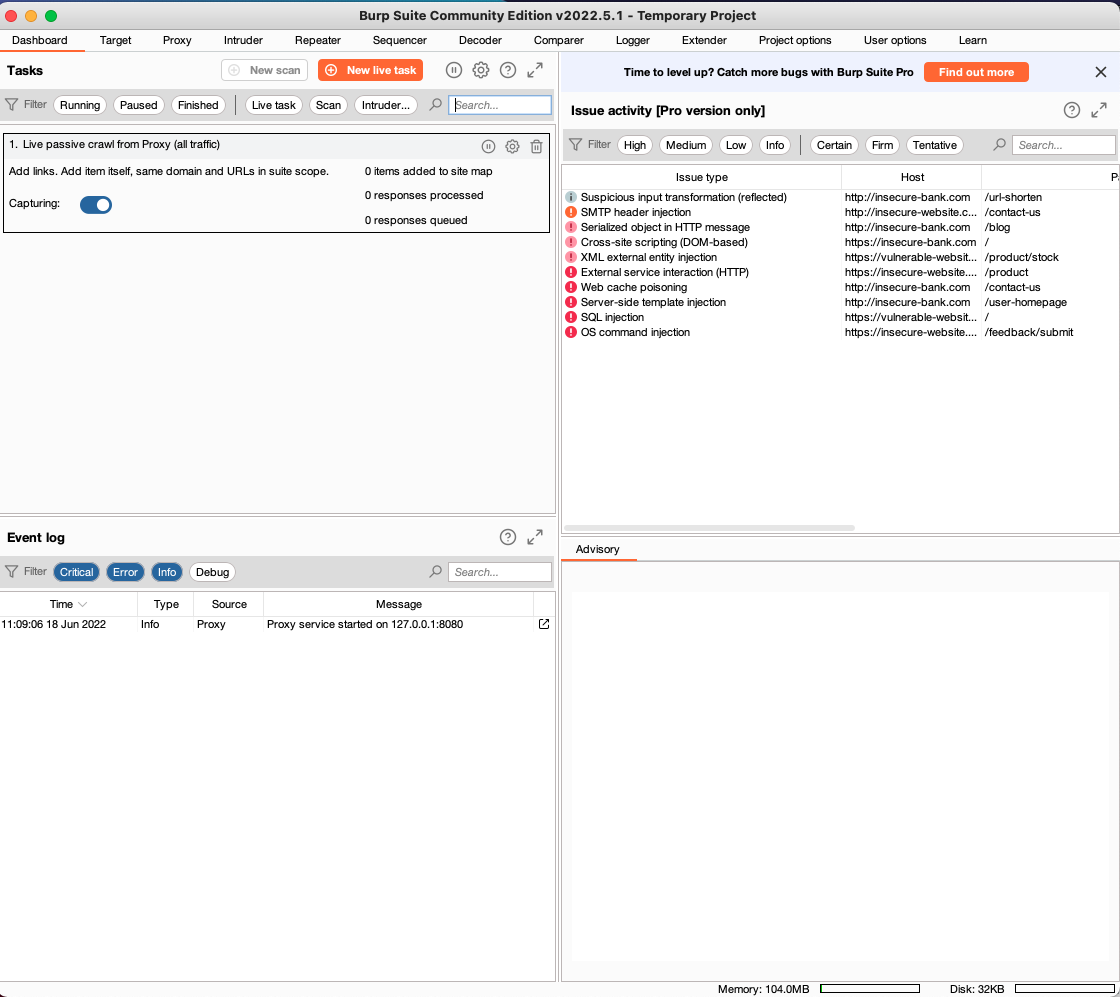 Burp Suite Community Edition v2022.5.1 - Temporary Project
Dashboard Target Proxy Intruder Repeater Sequencer Decoder Comparer Logger Extender Project options User options Learn
Tasks New scan New live task
Filter Running Paused Finished Live task Scan Intruder... Search...
1. Live passive crawl from Proxy (all traffic)
Add links. Add item itself, same domain and URLs in suite scope. 0 items added to site map
Capturing: 0 responses processed
0 responses queued
Event log
Filter Critical Error Info Debug Search...
Time Type Source Message
11:09:06 18 Jun 2022 Info Proxy Proxy service started on 127.0.0.1:8080
Time to level up? Catch more bugs with Burp Suite Pro Find out more
Issue activity [Pro version only]
Filter High Medium Low Info Certain Firm Tentative Search...
Issue type Host P
Suspicious input transformation (reflected) http://insecure-bank.com /url-shorten
SMTP header injection http://insecure-website.c... /contact-us
Serialized object in HTTP message http://insecure-bank.com /blog
Cross-site scripting (DOM-based) https://insecure-bank.com /
XML external entity injection https://vulnerable-websit... /product/stock
External service interaction (HTTP) https://insecure-website.... /product
Web cache poisoning http://insecure-bank.com /contact-us
Server-side template injection http://insecure-bank.com /user-homepage
SQL injection https://vulnerable-websit... /
OS command injection https://insecure-website.... /feedback/submit
Advisory
Memory: 104.0MB Disk: 32KB